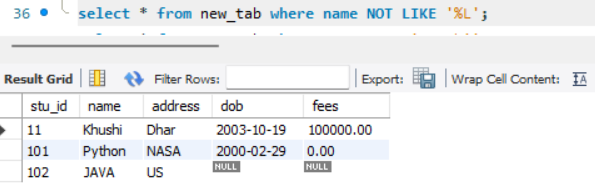 36 select * from new_tab where name NOT LIKE '%L';
Result Grid Filter Rows: Export: Wrap Cell Content: IA
stu_id name address dob fees
11 Khushi Dhar 2003-10-19 100000.00
101 Python NASA 2000-02-29 0.00
102 JAVA US NULL NULL